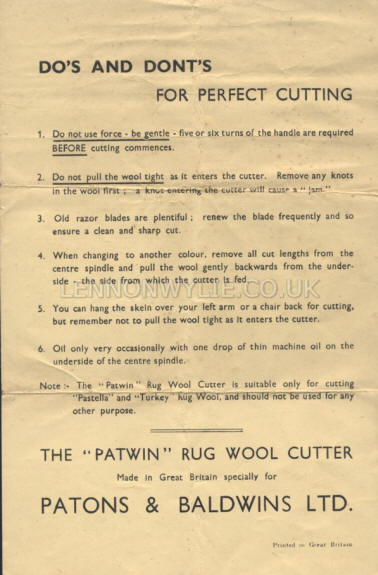 DO'S AND DONT'S
FOR PERFECT CUTTING
1. Do not use force - be gentle - five or six turns of the handle are required
BEFORE cutting commences.
2. Do not pull the wool tight as it enters the cutter. Remove any knots
in the wool first ; a knot entering the cutter will cause a "jam."
3. Old razor blades are plentiful ; renew the blade frequently and so
ensure a clean and sharp cut.
4. When changing to another colour, remove all cut lengths from the
centre spindle and pull the wool gently backwards from the under-
side - the side from which the cutter is fed.
LENNONWYLIE.CO.UK
5. You can hang the skein over your left arm or a chair back for cutting,
but remember not to pull the wool tight as it enters the cutter.
6. Oil only very occasionally with one drop of thin machine oil on the
underside of the centre spindle.
Note :- The "Patwin" Rug Wool Cutter is suitable only for cutting
"Pastella" and "Turkey" Rug Wool, and should not be used for any
other purpose.
THE "PATWIN" RUG WOOL CUTTER
Made in Great Britain specially for
PATONS & BALDWINS LTD.
Printed in Great Britain